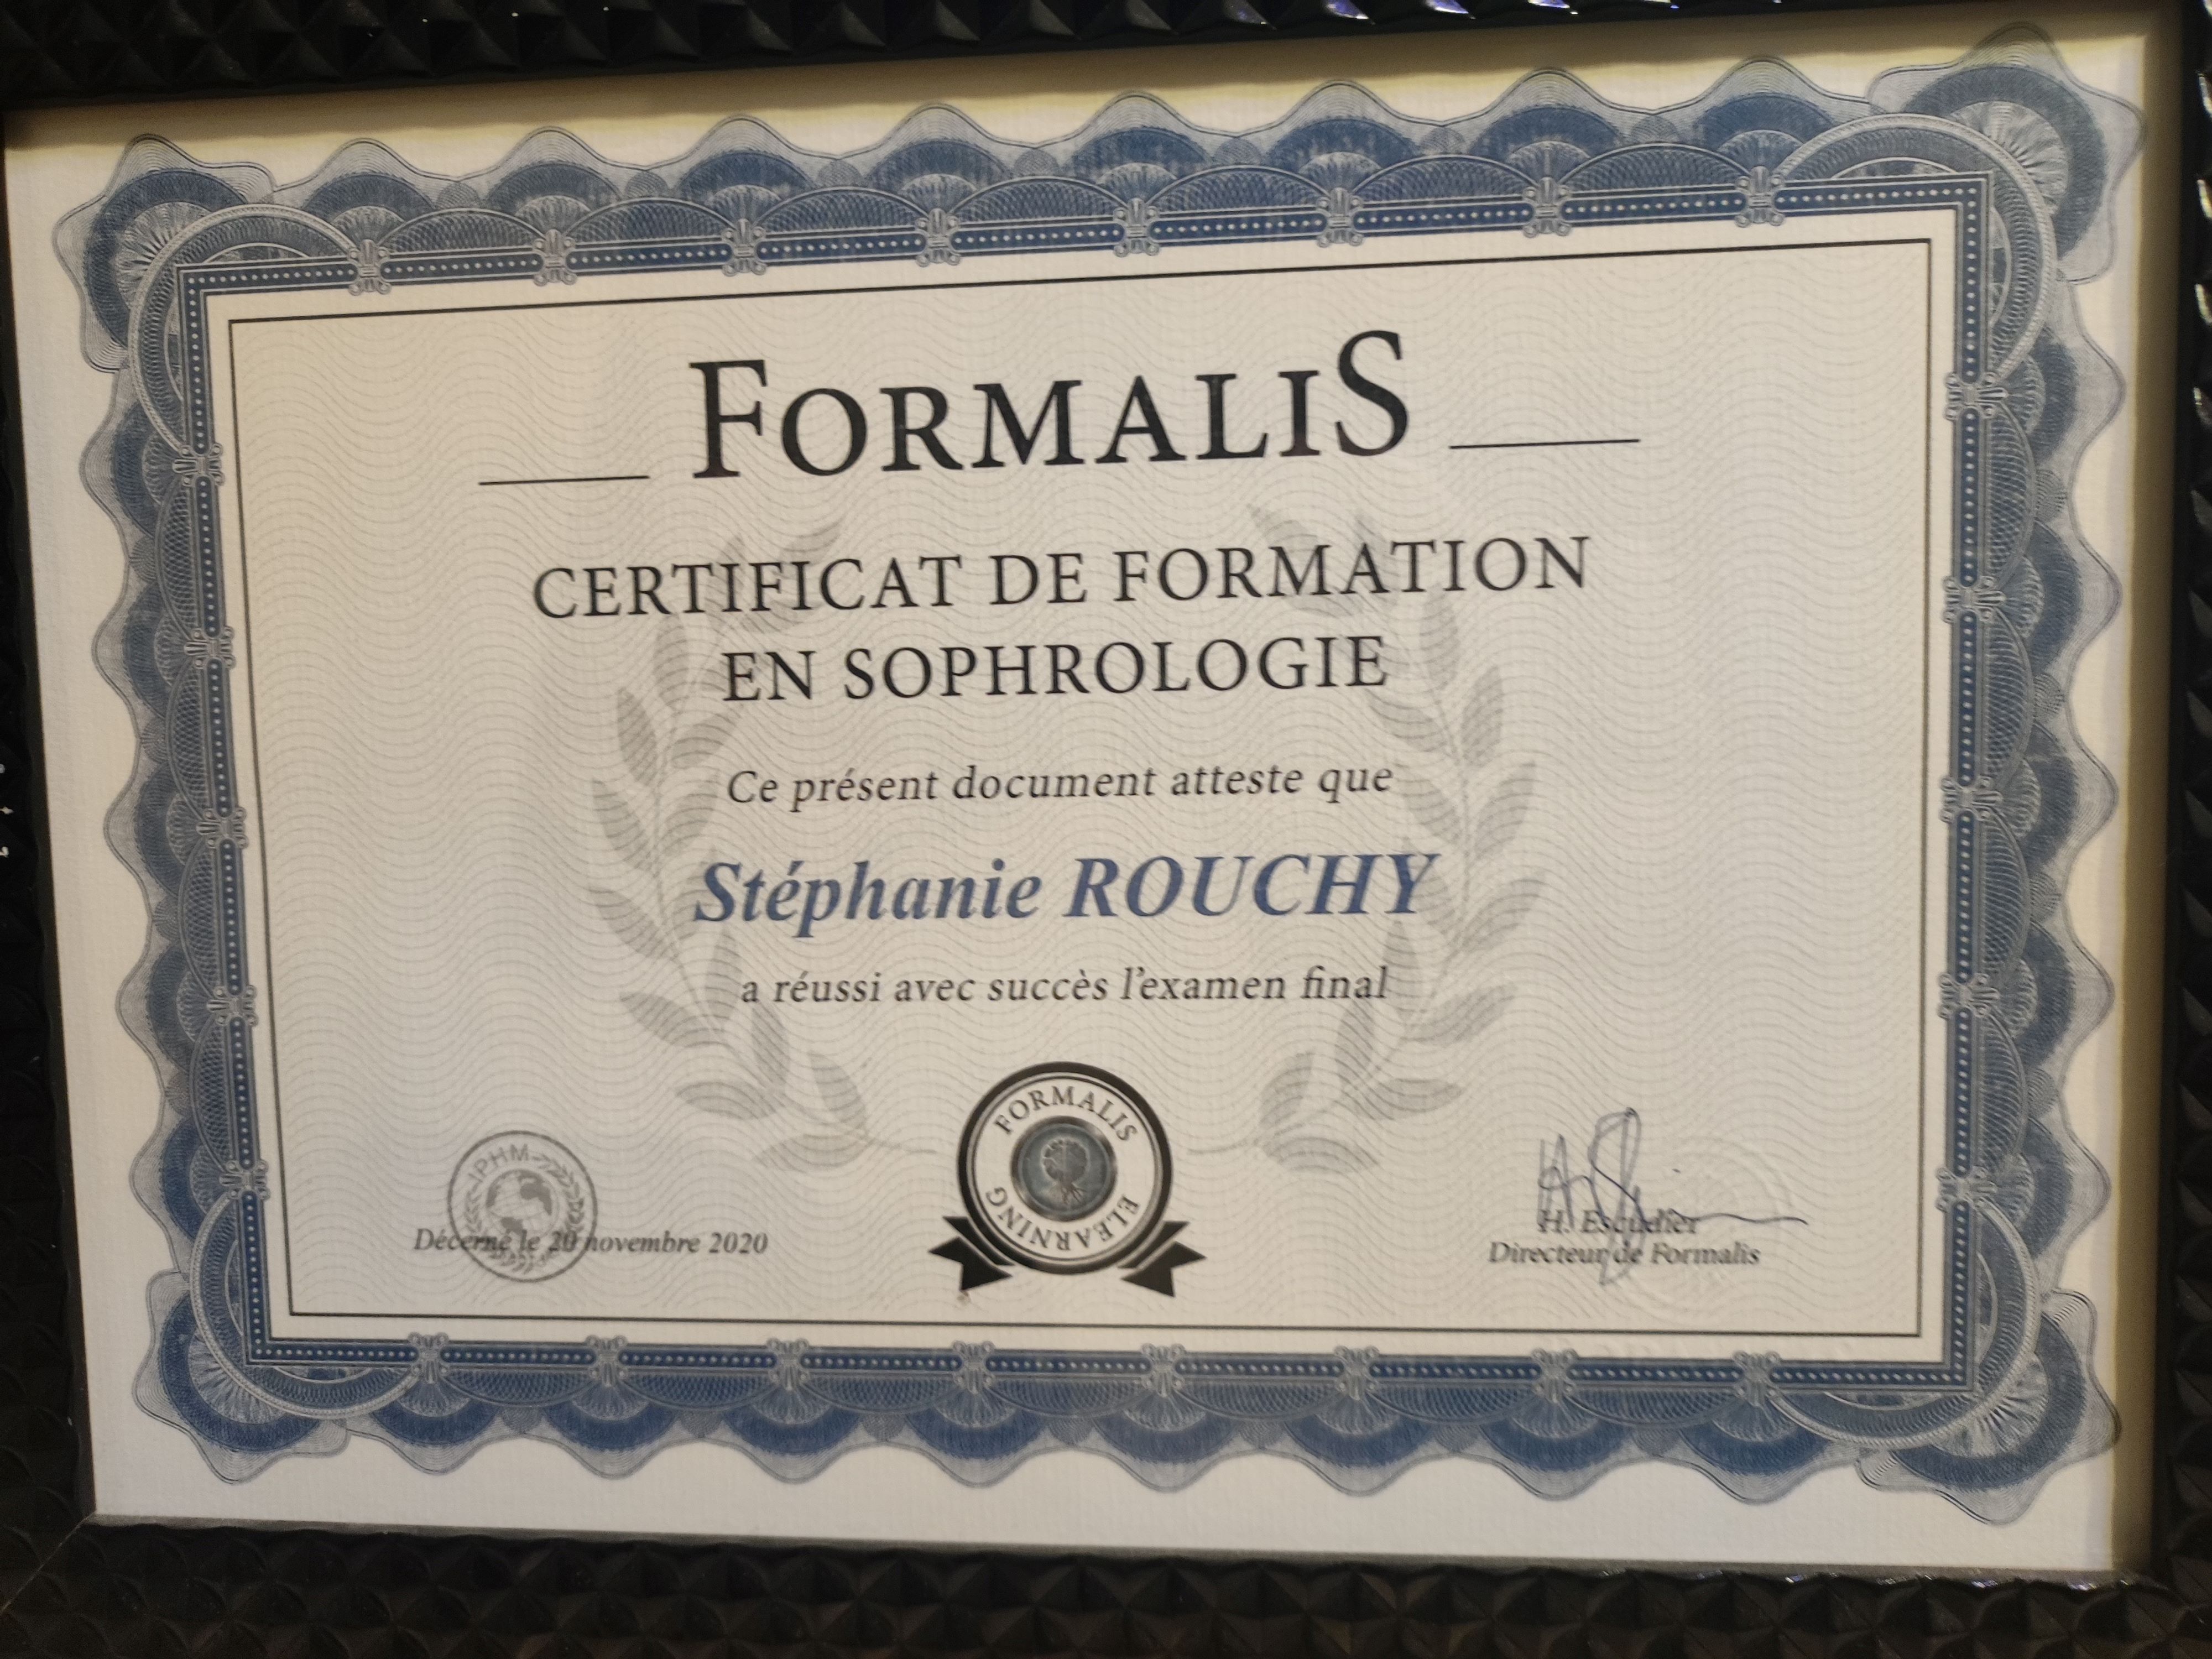 FORMALIS
CERTIFICAT DE FORMATION
EN SOPHROLOGIE
Ce présent document atteste que
Stéphanie ROUCHY
a réussi avec succès l'examen final
FORMALIS
ELEARNING
IPHM
Décerné le 20 novembre 2020
H. Escudier
Directeur de Formalis